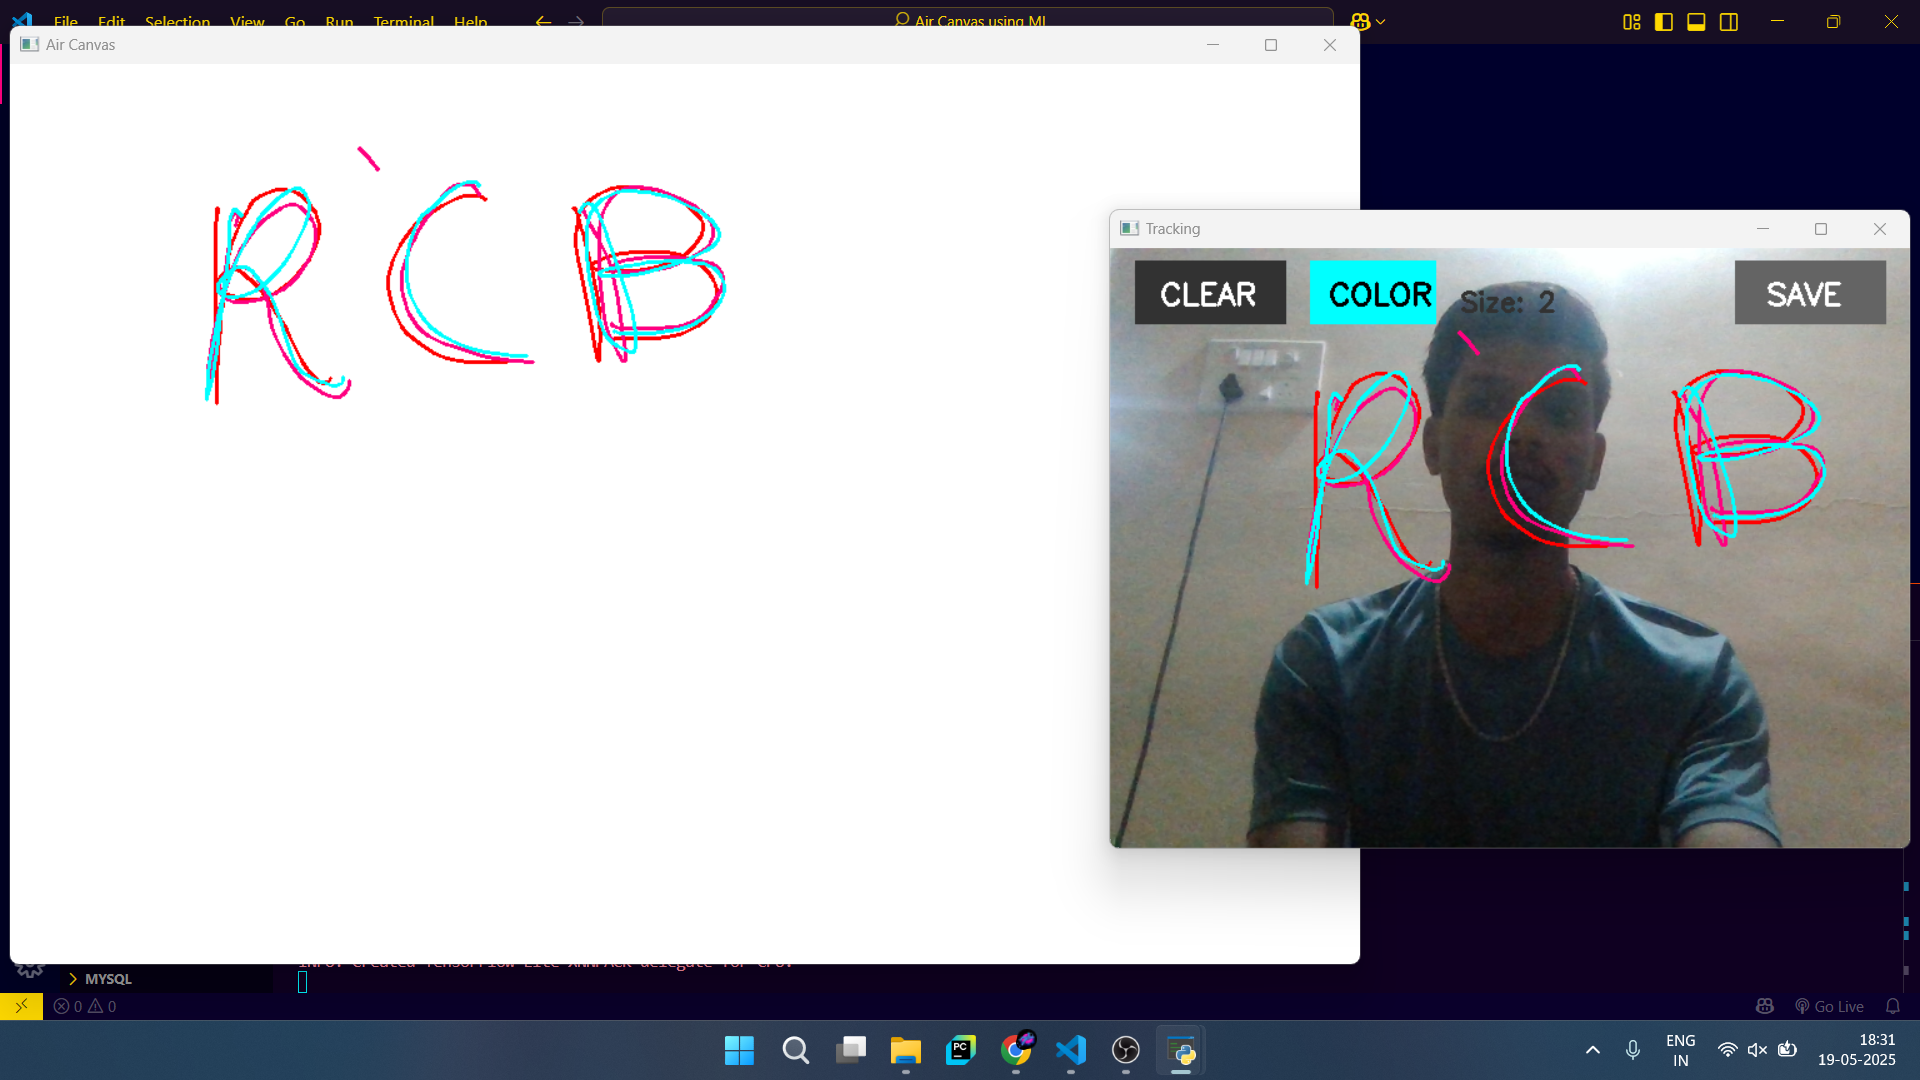 File Edit Selection View Go Run Terminal Help
Air Canvas using ML
Air Canvas
R C B
Tracking
CLEAR COLOR Size: 2 SAVE
R C B
INFO: Created TensorFlow Lite XNNPACK delegate for CPU.
MYSQL
0 0
Go Live
PC
ENG
IN
18:31
19-05-2025